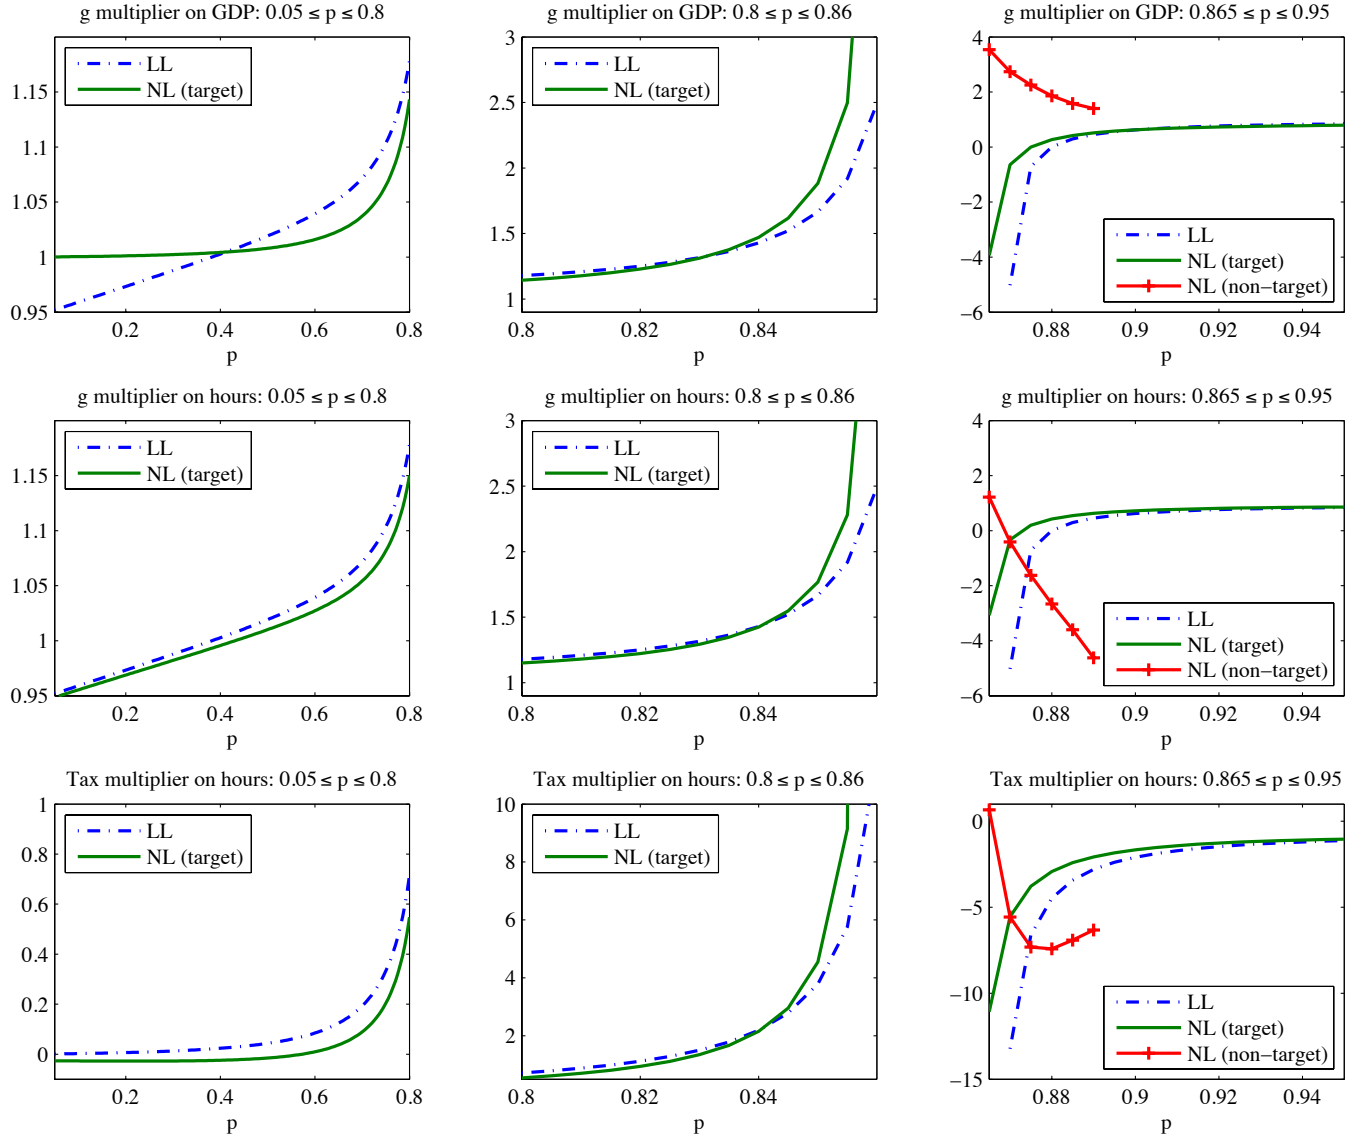 g multiplier on GDP: 0.05 ≤ p ≤ 0.8
LL
NL (target)
1.15
1.1
1.05
1
0.95
0.2
0.4
0.6
0.8
p
g multiplier on GDP: 0.8 ≤ p ≤ 0.86
LL
NL (target)
3
2.5
2
1.5
1
0.8
0.82
0.84
p
g multiplier on GDP: 0.865 ≤ p ≤ 0.95
4
2
0
−2
−4
−6
LL
NL (target)
NL (non−target)
0.88
0.9
0.92
0.94
p
g multiplier on hours: 0.05 ≤ p ≤ 0.8
LL
NL (target)
1.15
1.1
1.05
1
0.95
0.2
0.4
0.6
0.8
p
g multiplier on hours: 0.8 ≤ p ≤ 0.86
LL
NL (target)
3
2.5
2
1.5
1
0.8
0.82
0.84
p
g multiplier on hours: 0.865 ≤ p ≤ 0.95
4
2
0
−2
−4
−6
LL
NL (target)
NL (non−target)
0.88
0.9
0.92
0.94
p
Tax multiplier on hours: 0.05 ≤ p ≤ 0.8
LL
NL (target)
1
0.8
0.6
0.4
0.2
0
0.2
0.4
0.6
0.8
p
Tax multiplier on hours: 0.8 ≤ p ≤ 0.86
LL
NL (target)
10
8
6
4
2
0.8
0.82
0.84
p
Tax multiplier on hours: 0.865 ≤ p ≤ 0.95
0
−5
−10
−15
LL
NL (target)
NL (non−target)
0.88
0.9
0.92
0.94
p